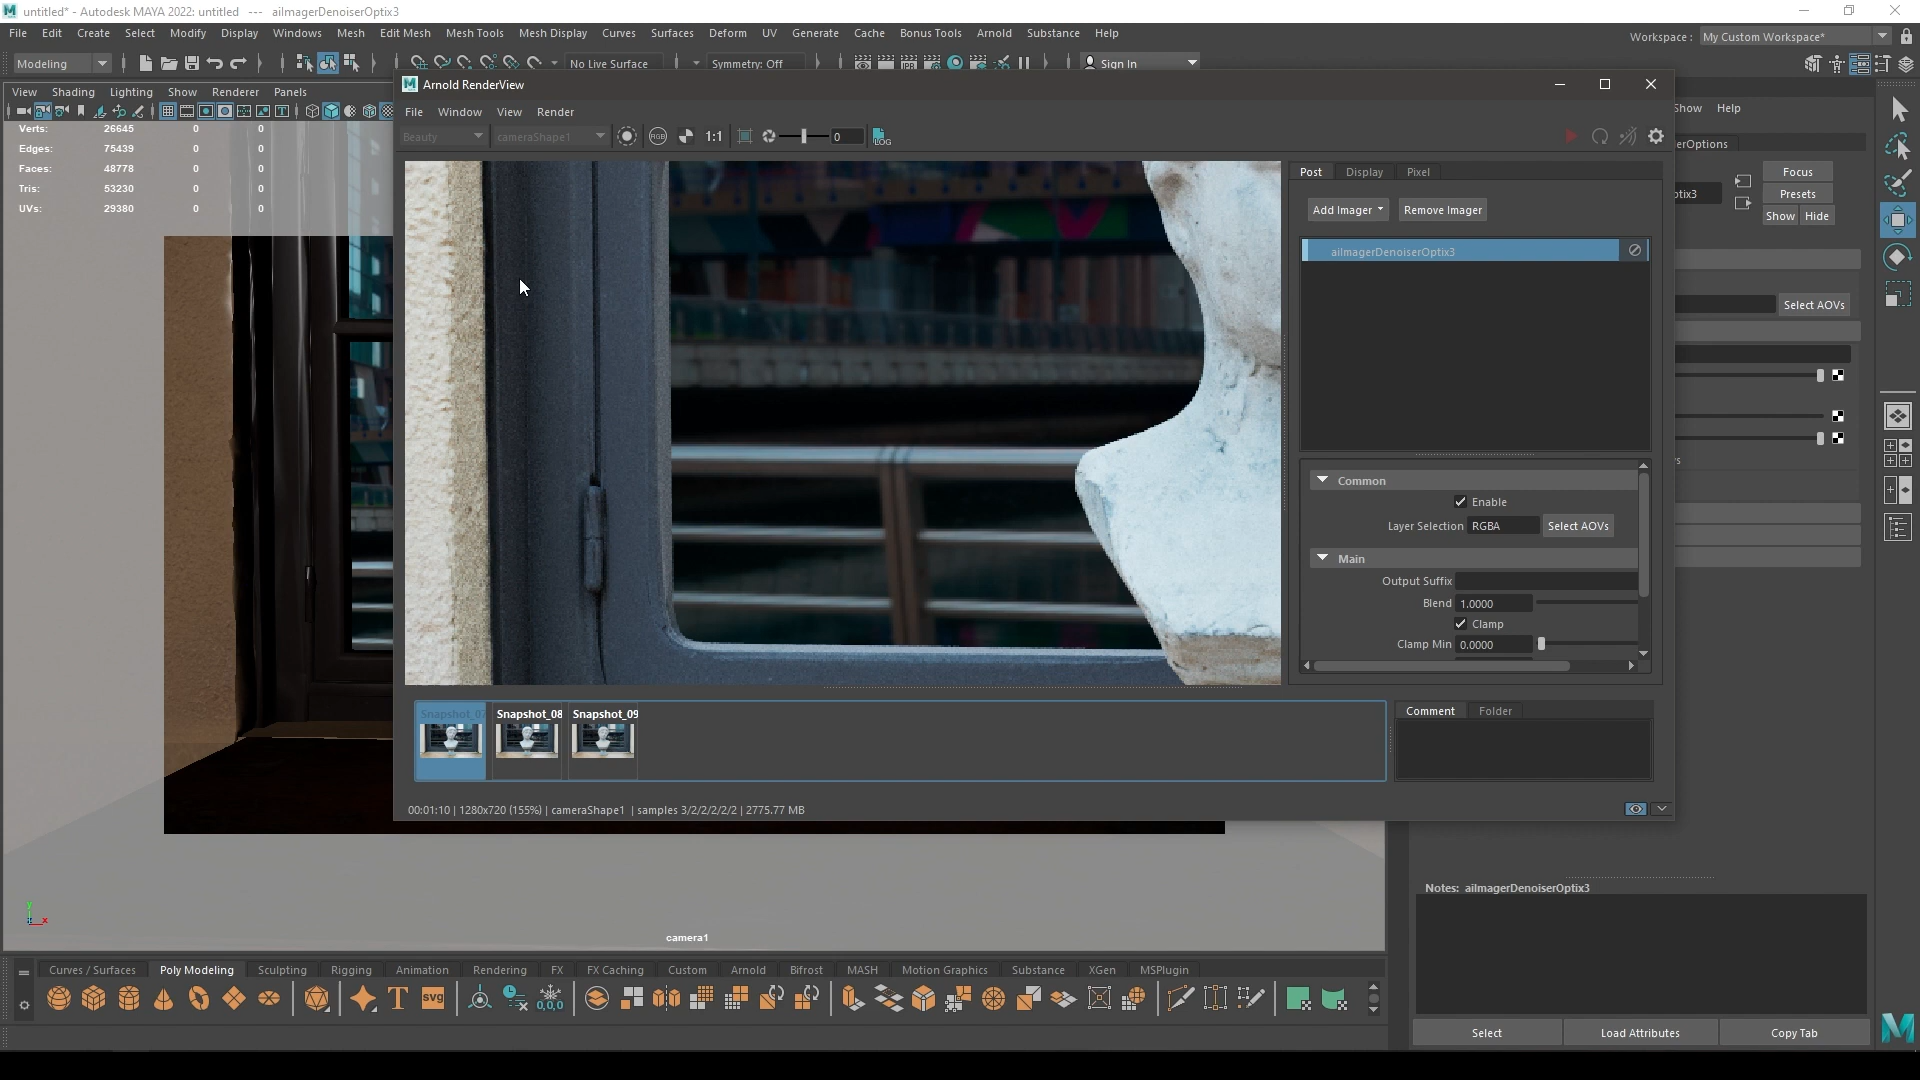 untitled* - Autodesk MAYA 2022: untitled --- aiImagerDenoiserOptix3
File Edit Create Select Modify Display Windows Mesh Edit Mesh Mesh Tools Mesh Display Curves Surfaces Deform UV Generate Cache Bonus Tools Arnold Substance Help
Workspace : My Custom Workspace*
Modeling No Live Surface Symmetry: Off Sign In
View Shading Lighting Show Renderer Panels
Verts: 26645 0 0
Edges: 75439 0 0
Faces: 48778 0 0
Tris: 53230 0 0
UVs: 29380 0 0
Arnold RenderView
File Window View Render
Beauty cameraShape1 RGB 1:1 0 LOG
Post Display Pixel
Add Imager Remove Imager
aiImagerDenoiserOptix3
Common
Enable
Layer Selection RGBA Select AOVs
Main
Output Suffix
Blend 1.0000
Clamp
Clamp Min 0.0000
Snapshot_07 Snapshot_08 Snapshot_09
Comment Folder
00:01:10 | 1280x720 (155%) | cameraShape1 | samples 3/2/2/2/2/2 | 2775.77 MB
Show Help
erOptions
Focus
ptix3 Presets
Show Hide
Select AOVs
camera1
Notes: aiImagerDenoiserOptix3
Select Load Attributes Copy Tab
Curves / Surfaces Poly Modeling Sculpting Rigging Animation Rendering FX FX Caching Custom Arnold Bifrost MASH Motion Graphics Substance XGen MSPlugin
T svg 0,0,0